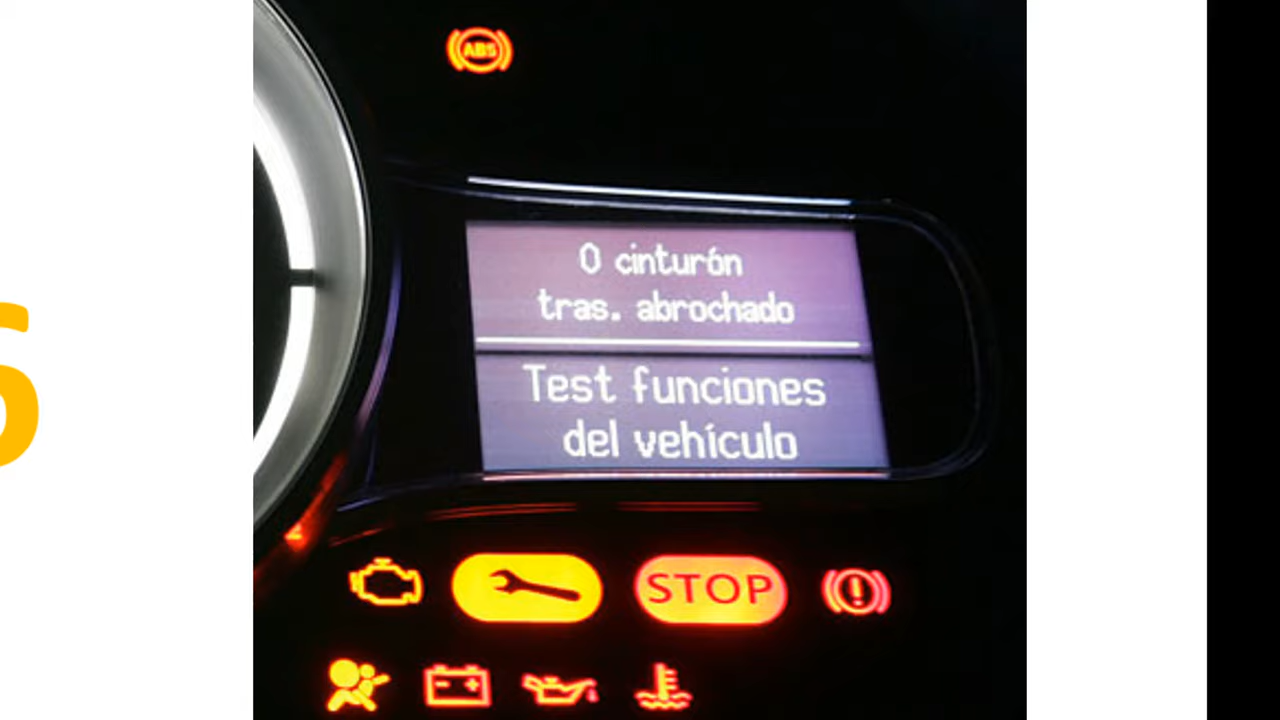 ABS
0 cinturón
tras. abrochado
Test funciones
del vehículo
STOP